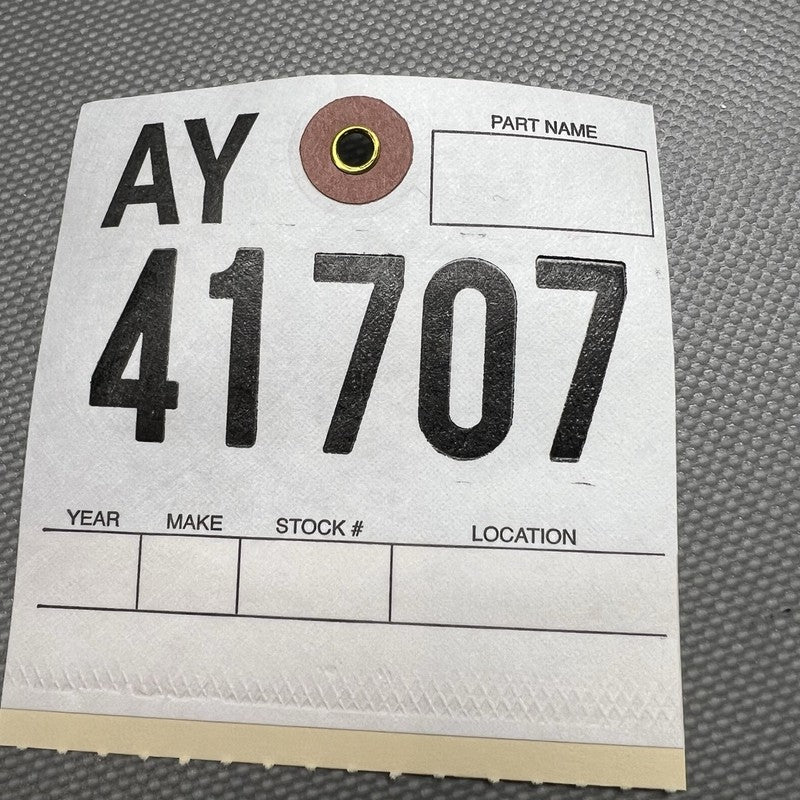 AY
PART NAME
41707
YEAR MAKE STOCK # LOCATION